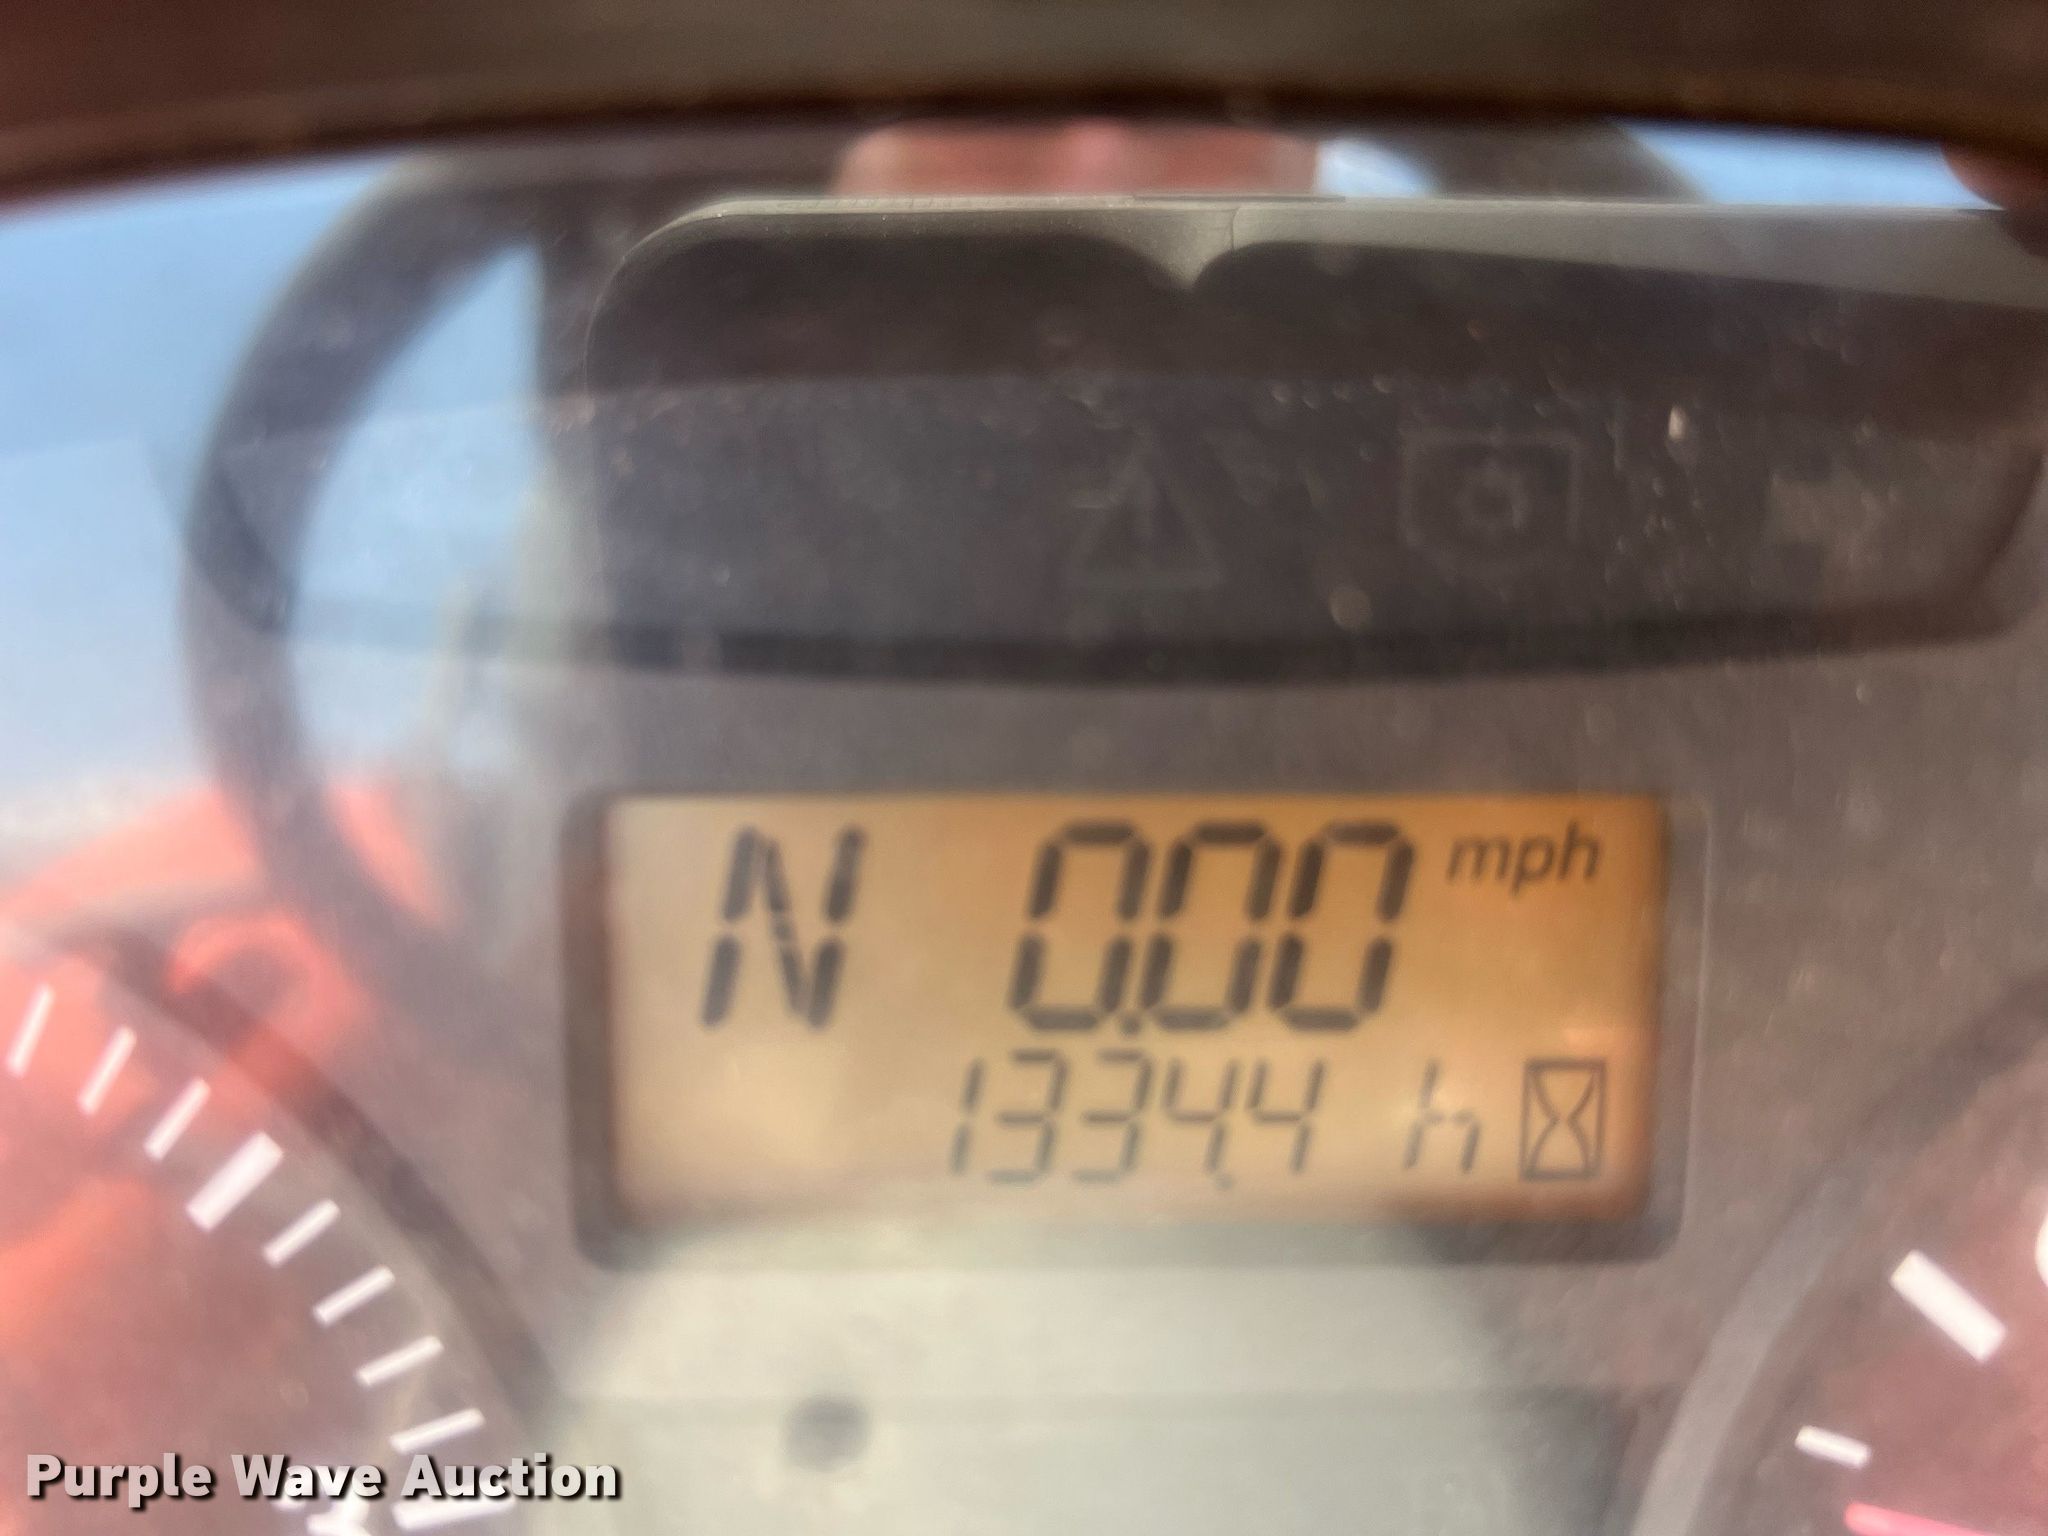 N 0.00 mph
1334.4 h
Purple Wave Auction